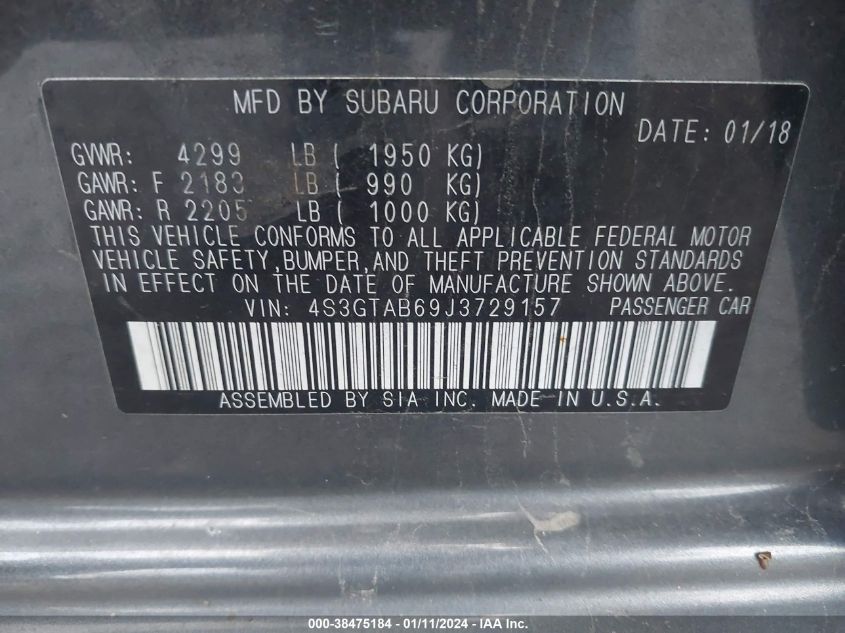 MFD BY SUBARU CORPORATION
DATE: 01/18
GVWR: 4299 LB ( 1950 KG)
GAWR: F 2183 LB ( 990 KG)
GAWR: R 2205 LB ( 1000 KG)
THIS VEHICLE CONFORMS TO ALL APPLICABLE FEDERAL MOTOR
VEHICLE SAFETY,BUMPER,AND THEFT PREVENTION STANDARDS
IN EFFECT ON THE DATE OF MANUFACTURE SHOWN ABOVE.
VIN: 4S3GTAB69J3729157 PASSENGER CAR
ASSEMBLED BY SIA INC. MADE IN U.S.A.
000-38475184 - 01/11/2024 - IAAI Inc.